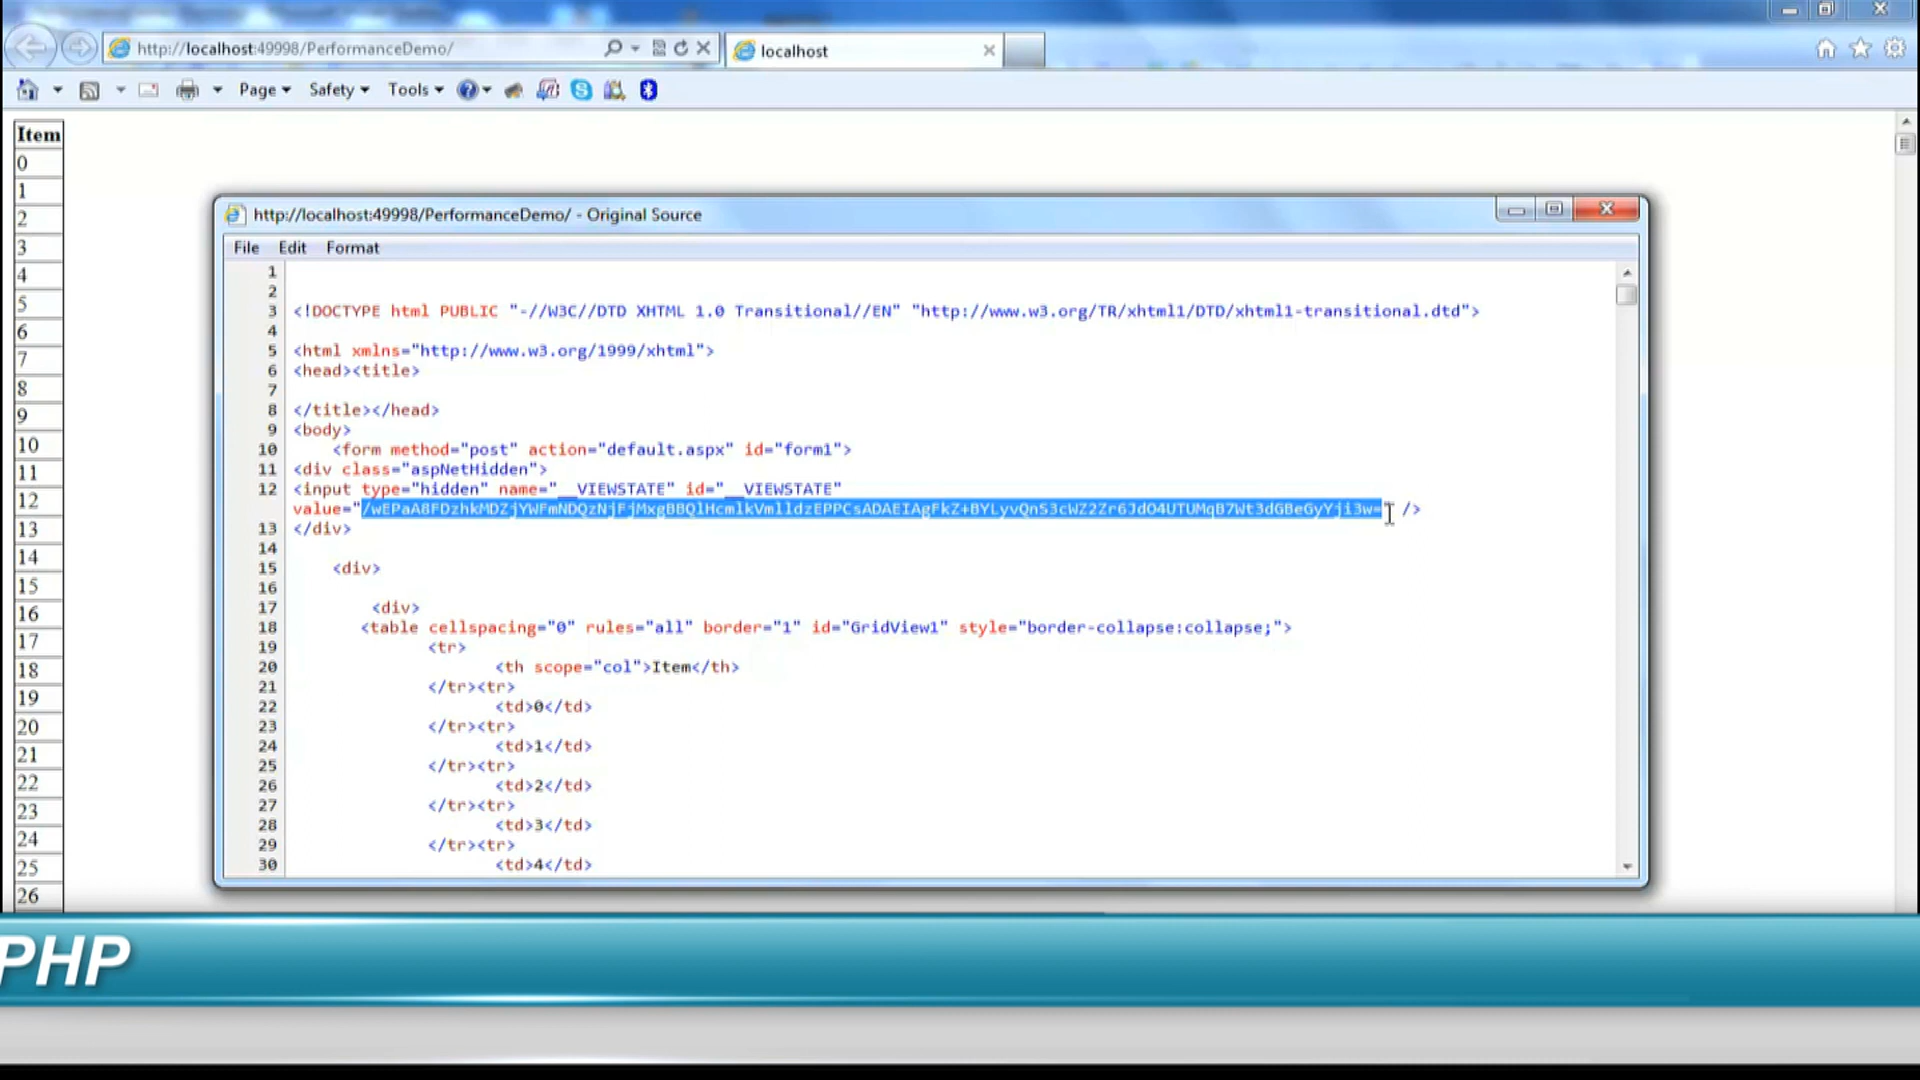 http://localhost:49998/PerformanceDemo/
localhost
Page
Safety
Tools
Item
0
1
2
3
4
5
6
7
8
9
10
11
12
13
14
15
16
17
18
19
20
21
22
23
24
25
26
http://localhost:49998/PerformanceDemo/ - Original Source
File Edit Format
1
2
3 <!DOCTYPE html PUBLIC "-//W3C//DTD XHTML 1.0 Transitional//EN" "http://www.w3.org/TR/xhtml1/DTD/xhtml1-transitional.dtd">
4
5 <html xmlns="http://www.w3.org/1999/xhtml">
6 <head><title>
7
8 </title></head>
9 <body>
10 <form method="post" action="default.aspx" id="form1">
11 <div class="aspNetHidden">
12 <input type="hidden" name="__VIEWSTATE" id="__VIEWSTATE"
value=" />
13 </div>
14
15 <div>
16
17 <div>
18 <table cellspacing="0" rules="all" border="1" id="GridView1" style="border-collapse:collapse;">
19 <tr>
20 <th scope="col">Item</th>
21 </tr><tr>
22 <td>0</td>
23 </tr><tr>
24 <td>1</td>
25 </tr><tr>
26 <td>2</td>
27 </tr><tr>
28 <td>3</td>
29 </tr><tr>
30 <td>4</td>
PHP